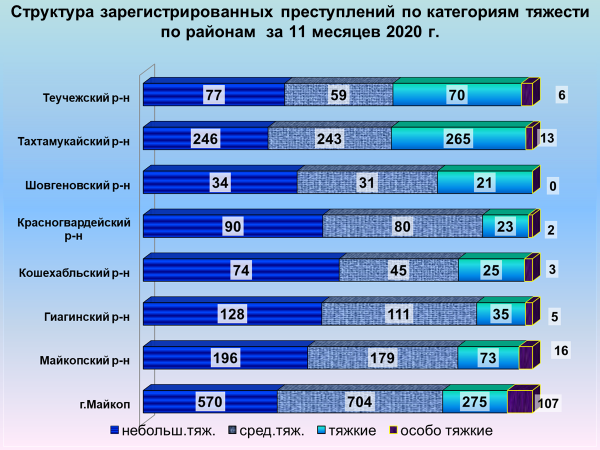 Структура зарегистрированных преступлений по категориям тяжести
по районам за 11 месяцев 2020 г.
Теучежский р-н 77 59 70 6
Тахтамукайский р-н 246 243 265 13
Шовгеновский р-н 34 31 21 0
Красногвардейский
р-н 90 80 23 2
Кошехабльский р-н 74 45 25 3
Гиагинский р-н 128 111 35 5
Майкопский р-н 196 179 73 16
г.Майкоп 570 704 275 107
небольш.тяж. сред.тяж. тяжкие особо тяжкие